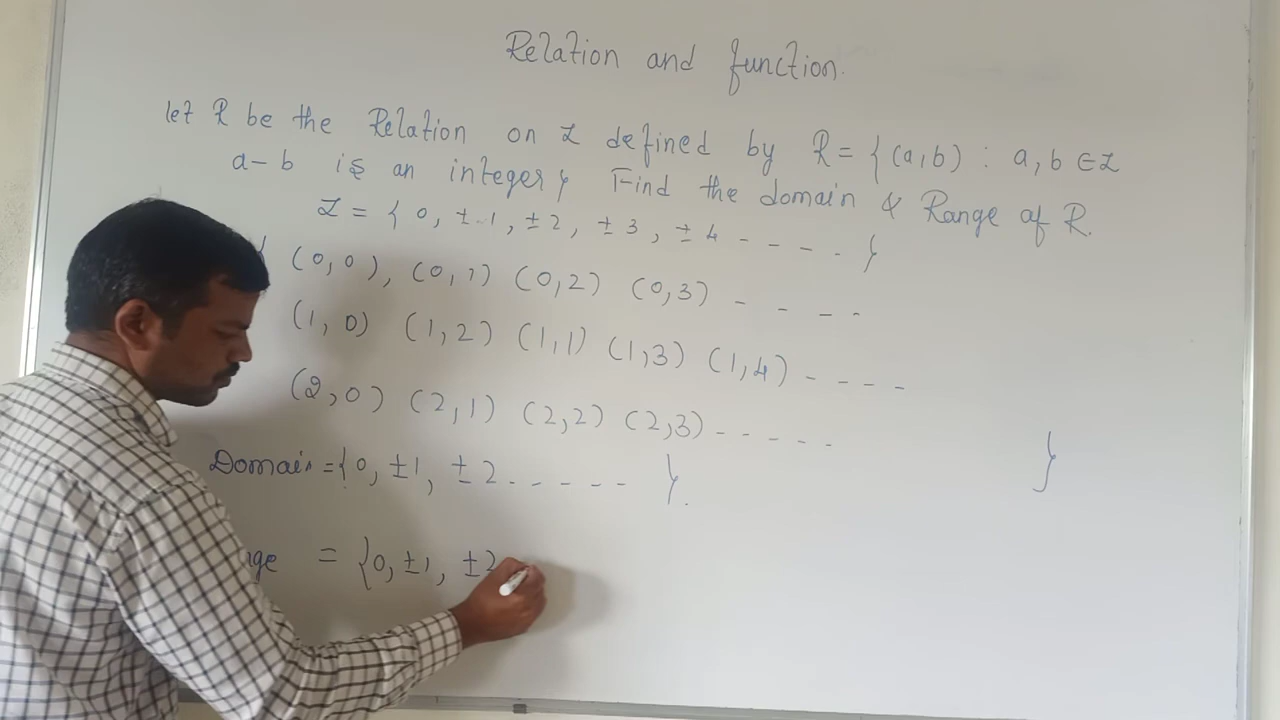 Relation and function.
let R be the Relation on Z defined by R = { (a,b) : a, b ∈ Z
a - b is an integer} Find the domain & Range of R.
Z = { 0, ± 1, ± 2, ± 3, ± 4 - - - - . }
{ (0,0), (0,1) (0,2) (0,3) - - - -
(1,0) (1,2) (1,1) (1,3) (1,4) - - - -
(2,0) (2,1) (2,2) (2,3) - - - - - }
Domain = { 0, ±1, ±2 - - - - - }.
nge = { 0, ±1, ±2